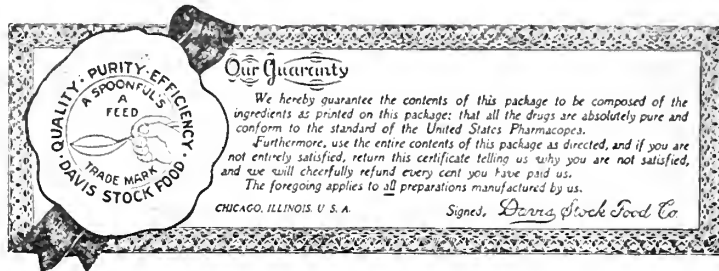 QUALITY · PURITY · EFFICIENCY ·
DAVIS STOCK FOOD ·
A SPOONFUL'S
A
FEED
TRADE MARK
Our Guaranty
We hereby guarantee the contents of this package to be composed of the
ingredients as printed on this package: that all the drugs are absolutely pure and
conform to the standard of the United States Pharmacopea.
Furthermore, use the entire contents of this package as directed, and if you are
not entirely satisfied, return this certificate telling us why you are not satisfied,
and we will cheerfully refund every cent you have paid us.
The foregoing applies to all preparations manufactured by us.
CHICAGO, ILLINOIS, U. S. A. Signed, Davis Stock Food Co.